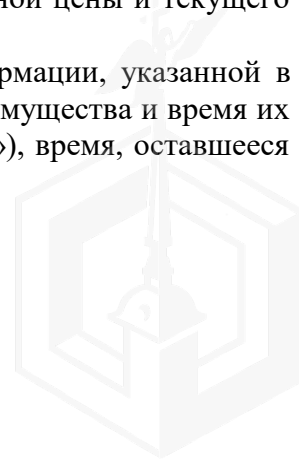 ной цены и текущего
рмации, указанной в
мущества и время их
»), время, оставшееся